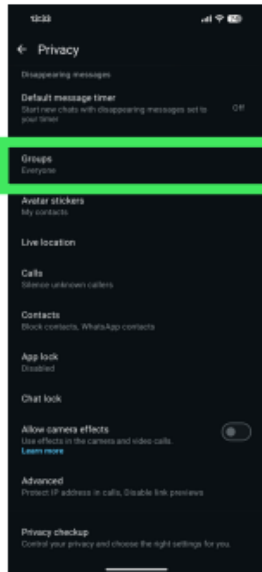 12:33
← Privacy
Disappearing messages
Default message timer
Start new chats with disappearing messages set to
your timer
Off
Groups
Everyone
Avatar stickers
My contacts
Live location
Calls
Silence unknown callers
Contacts
Block contacts, WhatsApp contacts
App lock
Disabled
Chat lock
Allow camera effects
Use effects in the camera and video calls.
Learn more
Advanced
Protect IP address in calls, Disable link previews
Privacy checkup
Control your privacy and choose the right settings for you.